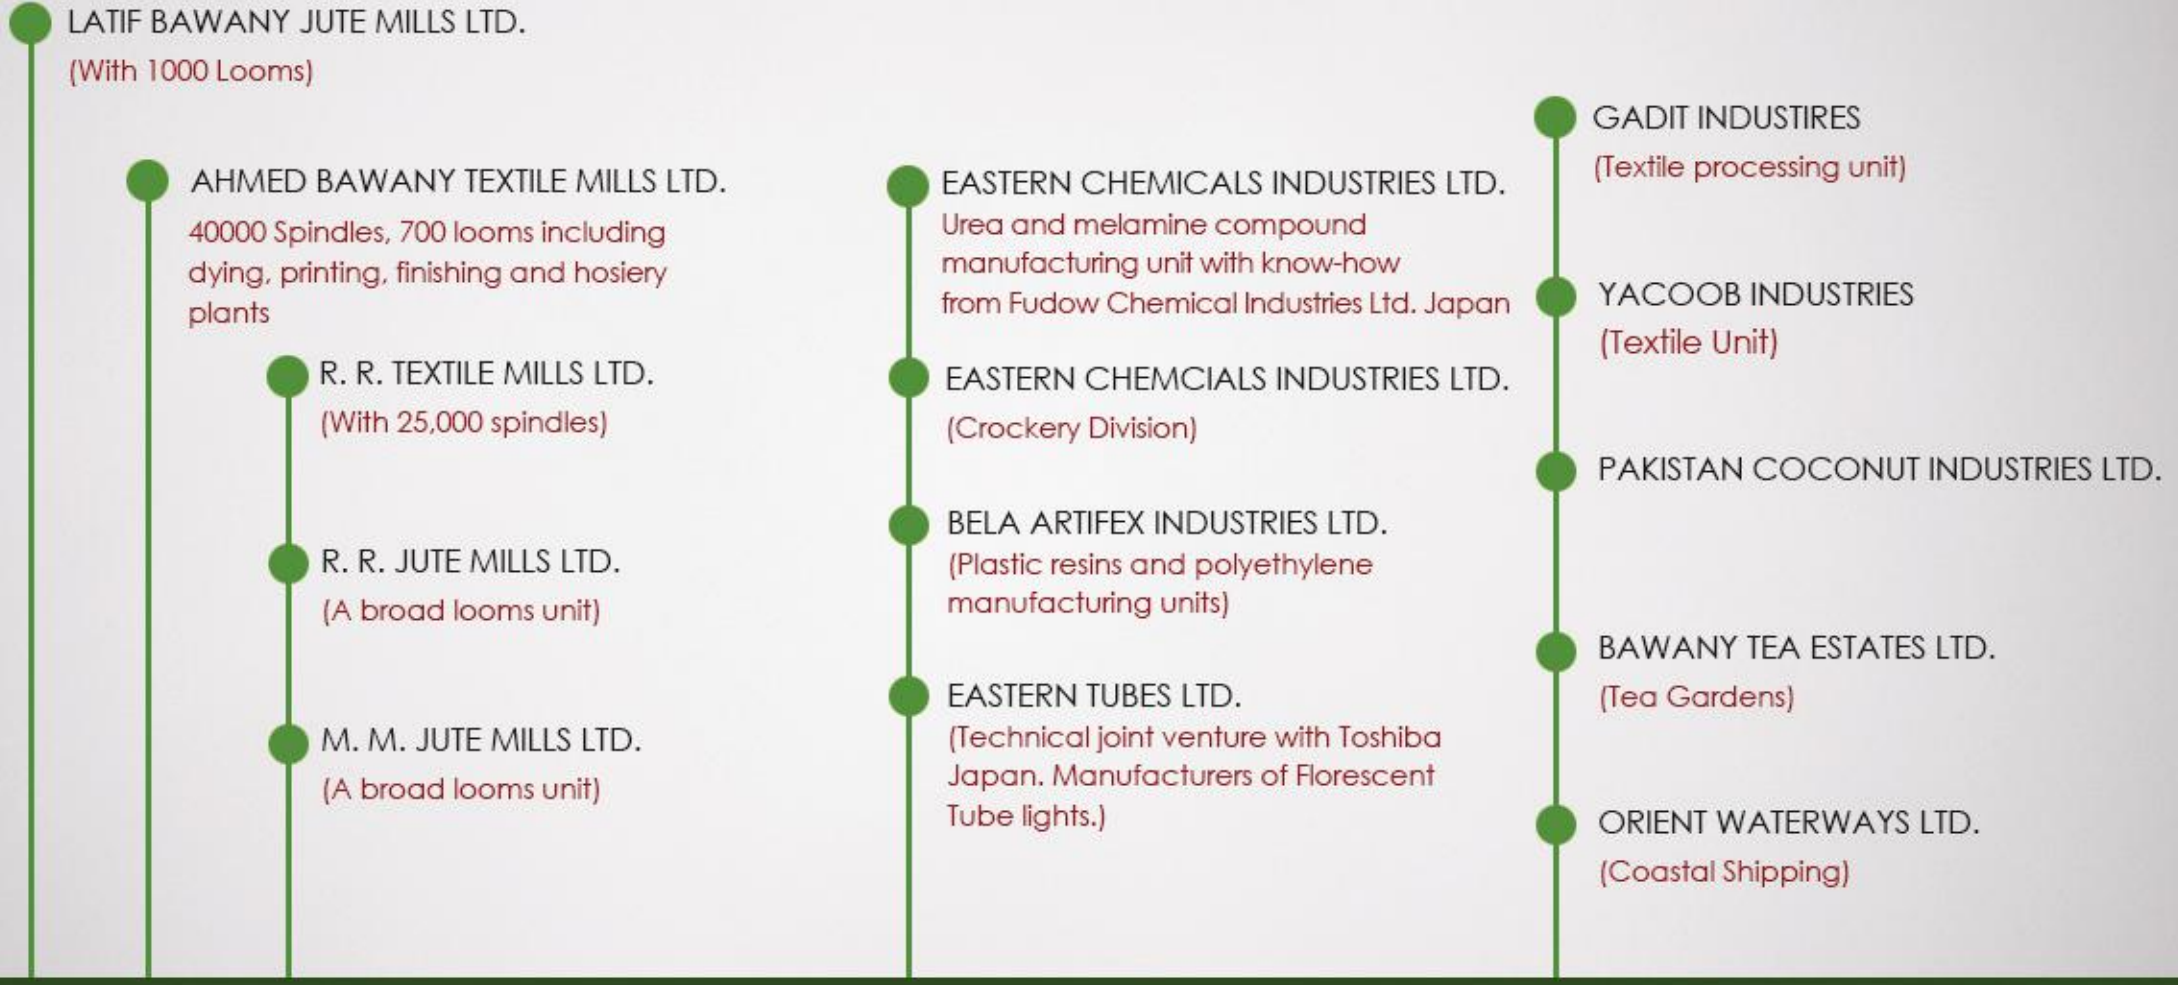 LATIF BAWANY JUTE MILLS LTD.
(With 1000 Looms)
AHMED BAWANY TEXTILE MILLS LTD.
40000 Spindles, 700 looms including
dying, printing, finishing and hosiery
plants
R. R. TEXTILE MILLS LTD.
(With 25,000 spindles)
R. R. JUTE MILLS LTD.
(A broad looms unit)
M. M. JUTE MILLS LTD.
(A broad looms unit)
EASTERN CHEMICALS INDUSTRIES LTD.
Urea and melamine compound
manufacturing unit with know-how
from Fudow Chemical Industries Ltd. Japan
EASTERN CHEMCIALS INDUSTRIES LTD.
(Crockery Division)
BELA ARTIFEX INDUSTRIES LTD.
(Plastic resins and polyethylene
manufacturing units)
EASTERN TUBES LTD.
(Technical joint venture with Toshiba
Japan. Manufacturers of Florescent
Tube lights.)
GADIT INDUSTIRES
(Textile processing unit)
YACOOB INDUSTRIES
(Textile Unit)
PAKISTAN COCONUT INDUSTRIES LTD.
BAWANY TEA ESTATES LTD.
(Tea Gardens)
ORIENT WATERWAYS LTD.
(Coastal Shipping)